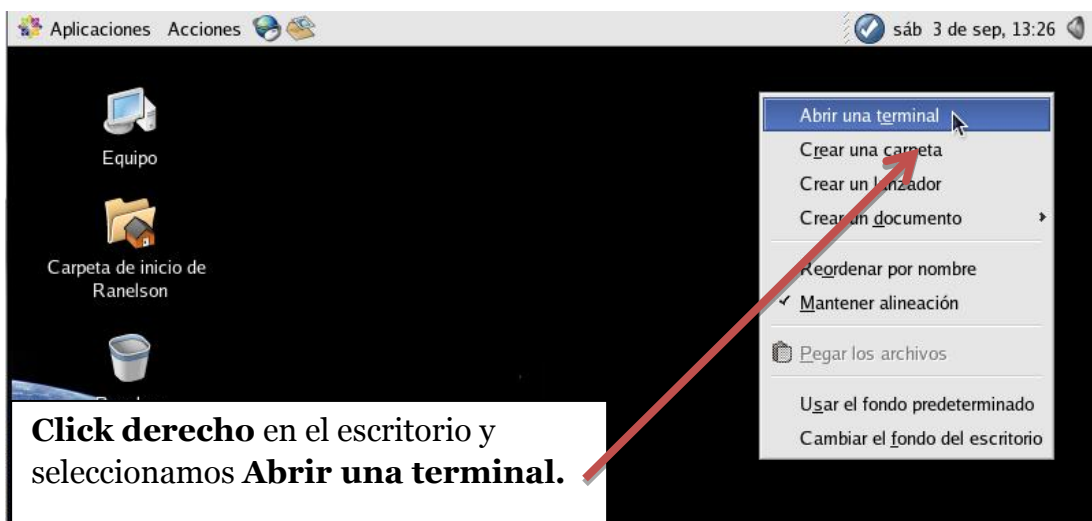 Aplicaciones Acciones
sáb 3 de sep, 13:26
Equipo
Carpeta de inicio de
Ranelson
Abrir una terminal
Crear una carpeta
Crear un lanzador
Crear un documento
Reordenar por nombre
Mantener alineación
Pegar los archivos
Usar el fondo predeterminado
Cambiar el fondo del escritorio
Click derecho en el escritorio y
seleccionamos Abrir una terminal.